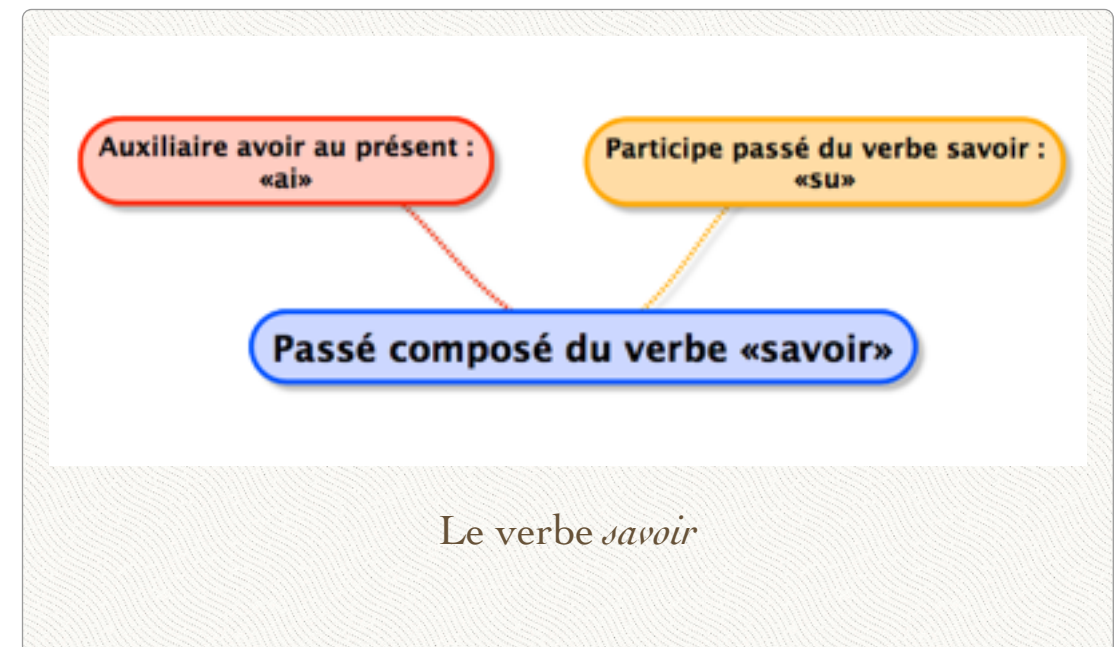 Auxiliaire avoir au présent :
«ai»
Participe passé du verbe savoir :
«su»
Passé composé du verbe «savoir»
Le verbe savoir